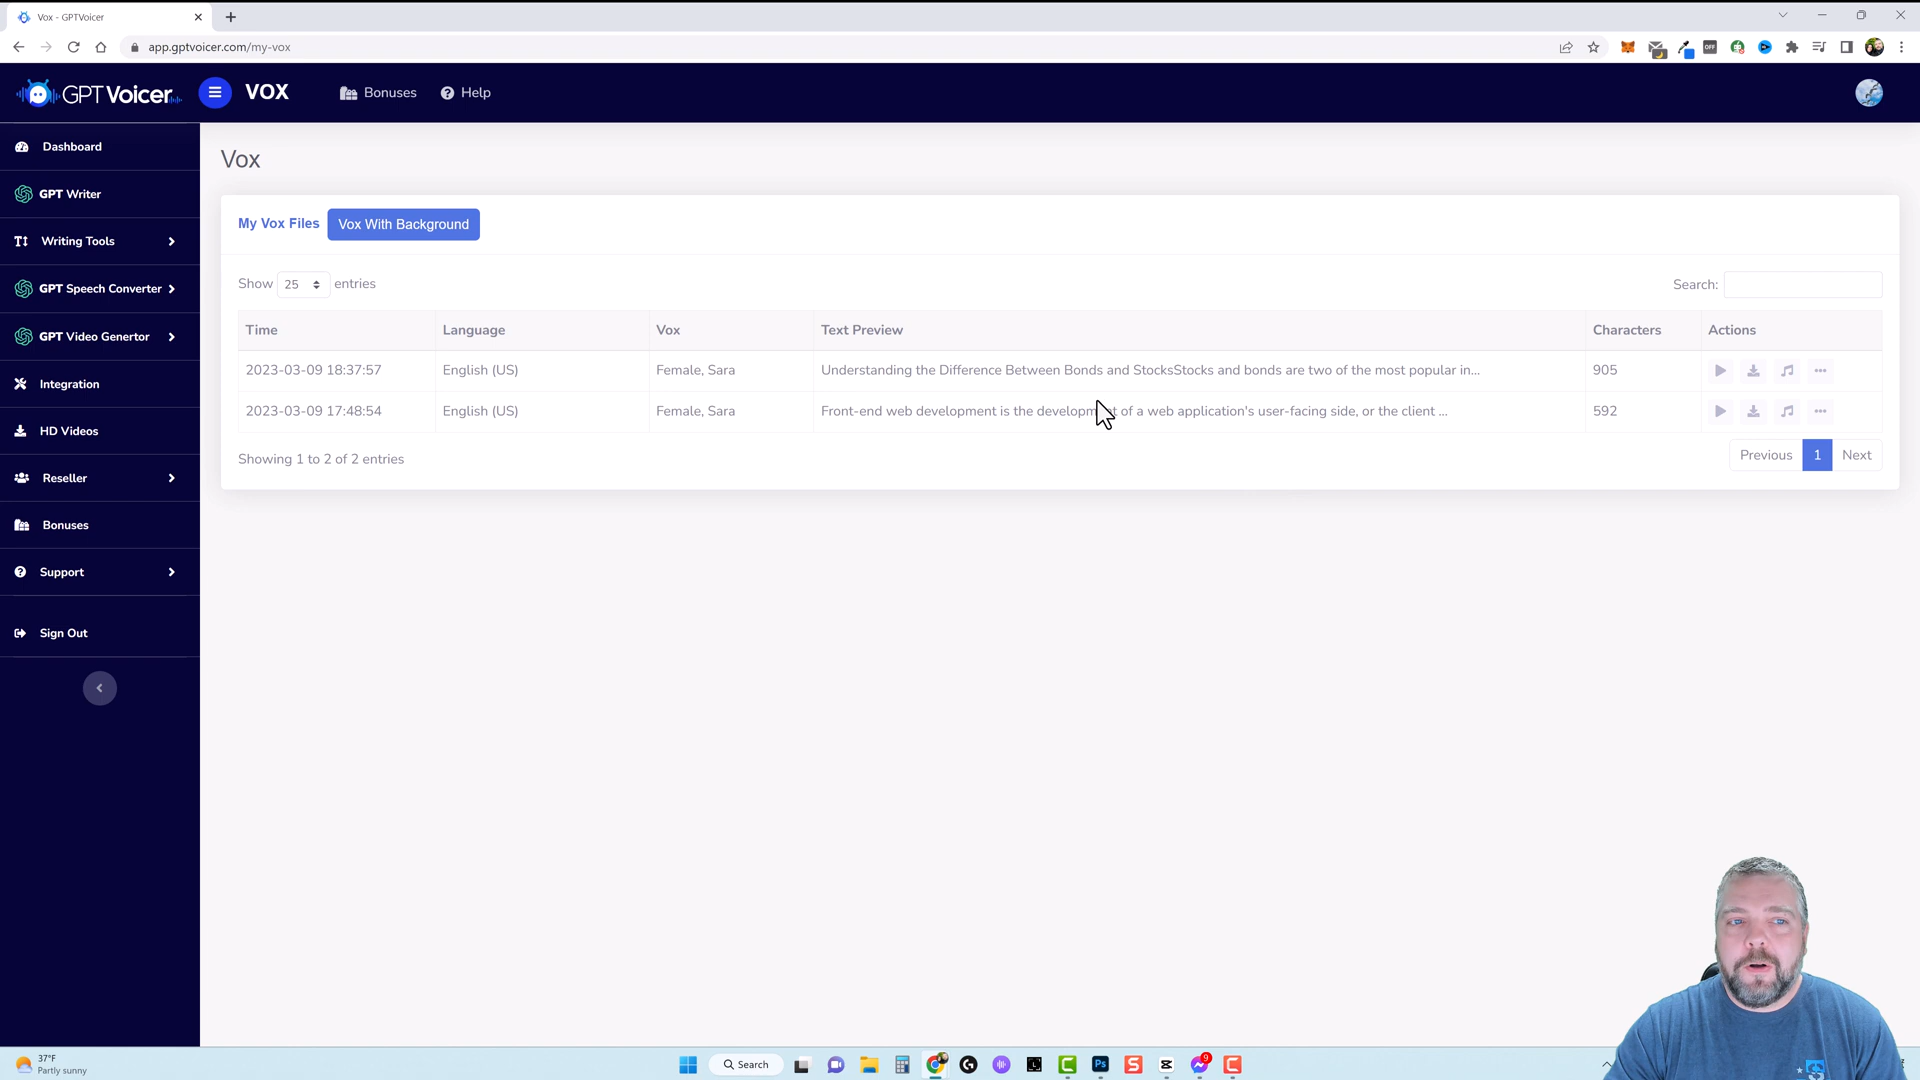 Vox - GPTVoicer
app.gptvoicer.com/my-vox
OFF
GPTVoicer
VOX
Bonuses
Help
Dashboard
GPT Writer
Writing Tools
GPT Speech Converter
GPT Video Genertor
Integration
HD Videos
Reseller
Bonuses
Support
Sign Out
Vox
My Vox Files
Vox With Background
Show 25 entries
Search:
Time Language Vox Text Preview Characters Actions
2023-03-09 18:37:57 English (US) Female, Sara Understanding the Difference Between Bonds and StocksStocks and bonds are two of the most popular in... 905
2023-03-09 17:48:54 English (US) Female, Sara Front-end web development is the development of a web application's user-facing side, or the client ... 592
Showing 1 to 2 of 2 entries
Previous 1 Next
37°F
Partly sunny
Search
Ps
9